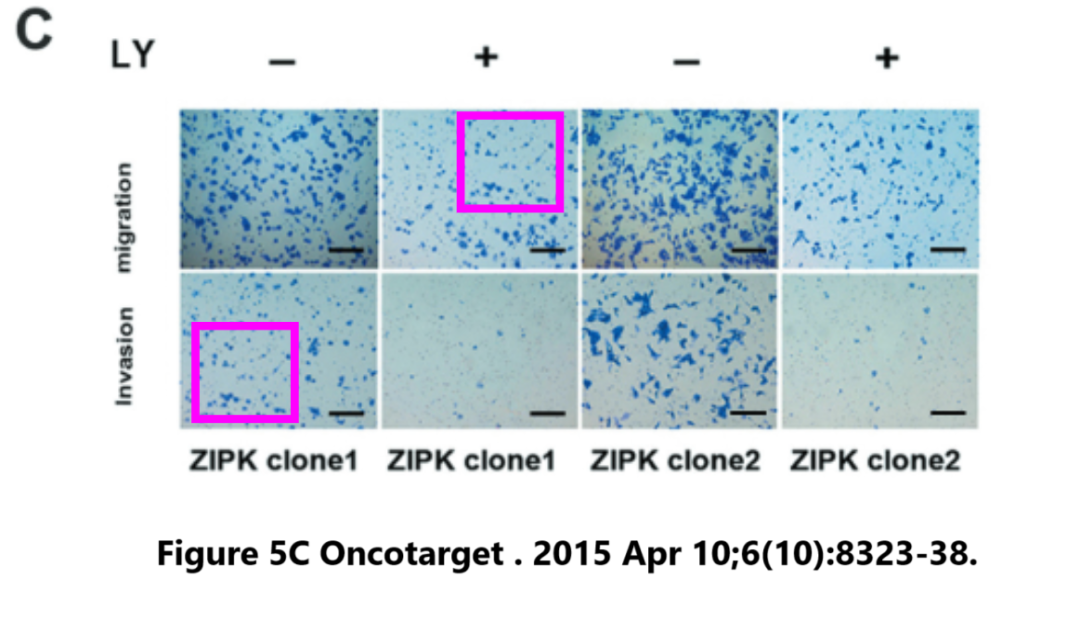 C
LY – + – +
migration
Invasion
ZIPK clone1 ZIPK clone1 ZIPK clone2 ZIPK clone2
Figure 5C Oncotarget . 2015 Apr 10;6(10):8323-38.